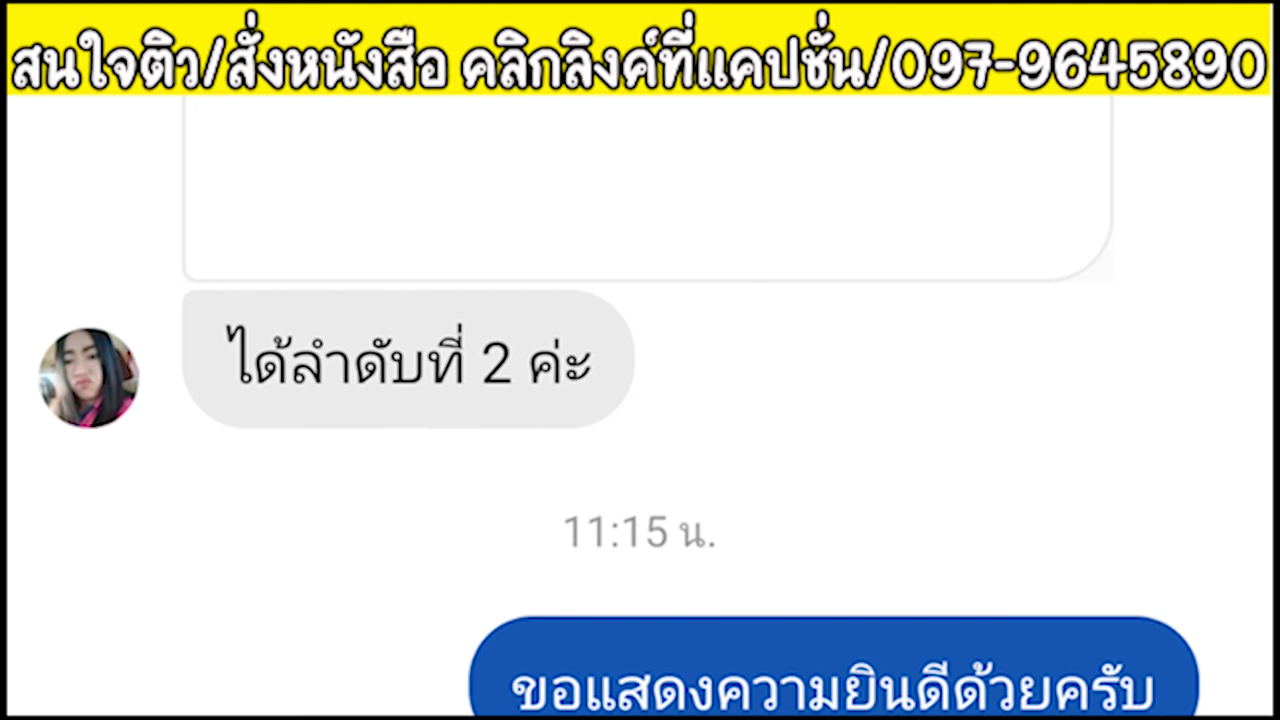 สนใจติว/สั่งหนังสือ คลิกลิงค์ที่แคปชั่น/097-9645890
ได้ลำดับที่ 2 ค่ะ
11:15 น.
ขอแสดงความยินดีด้วยครับ